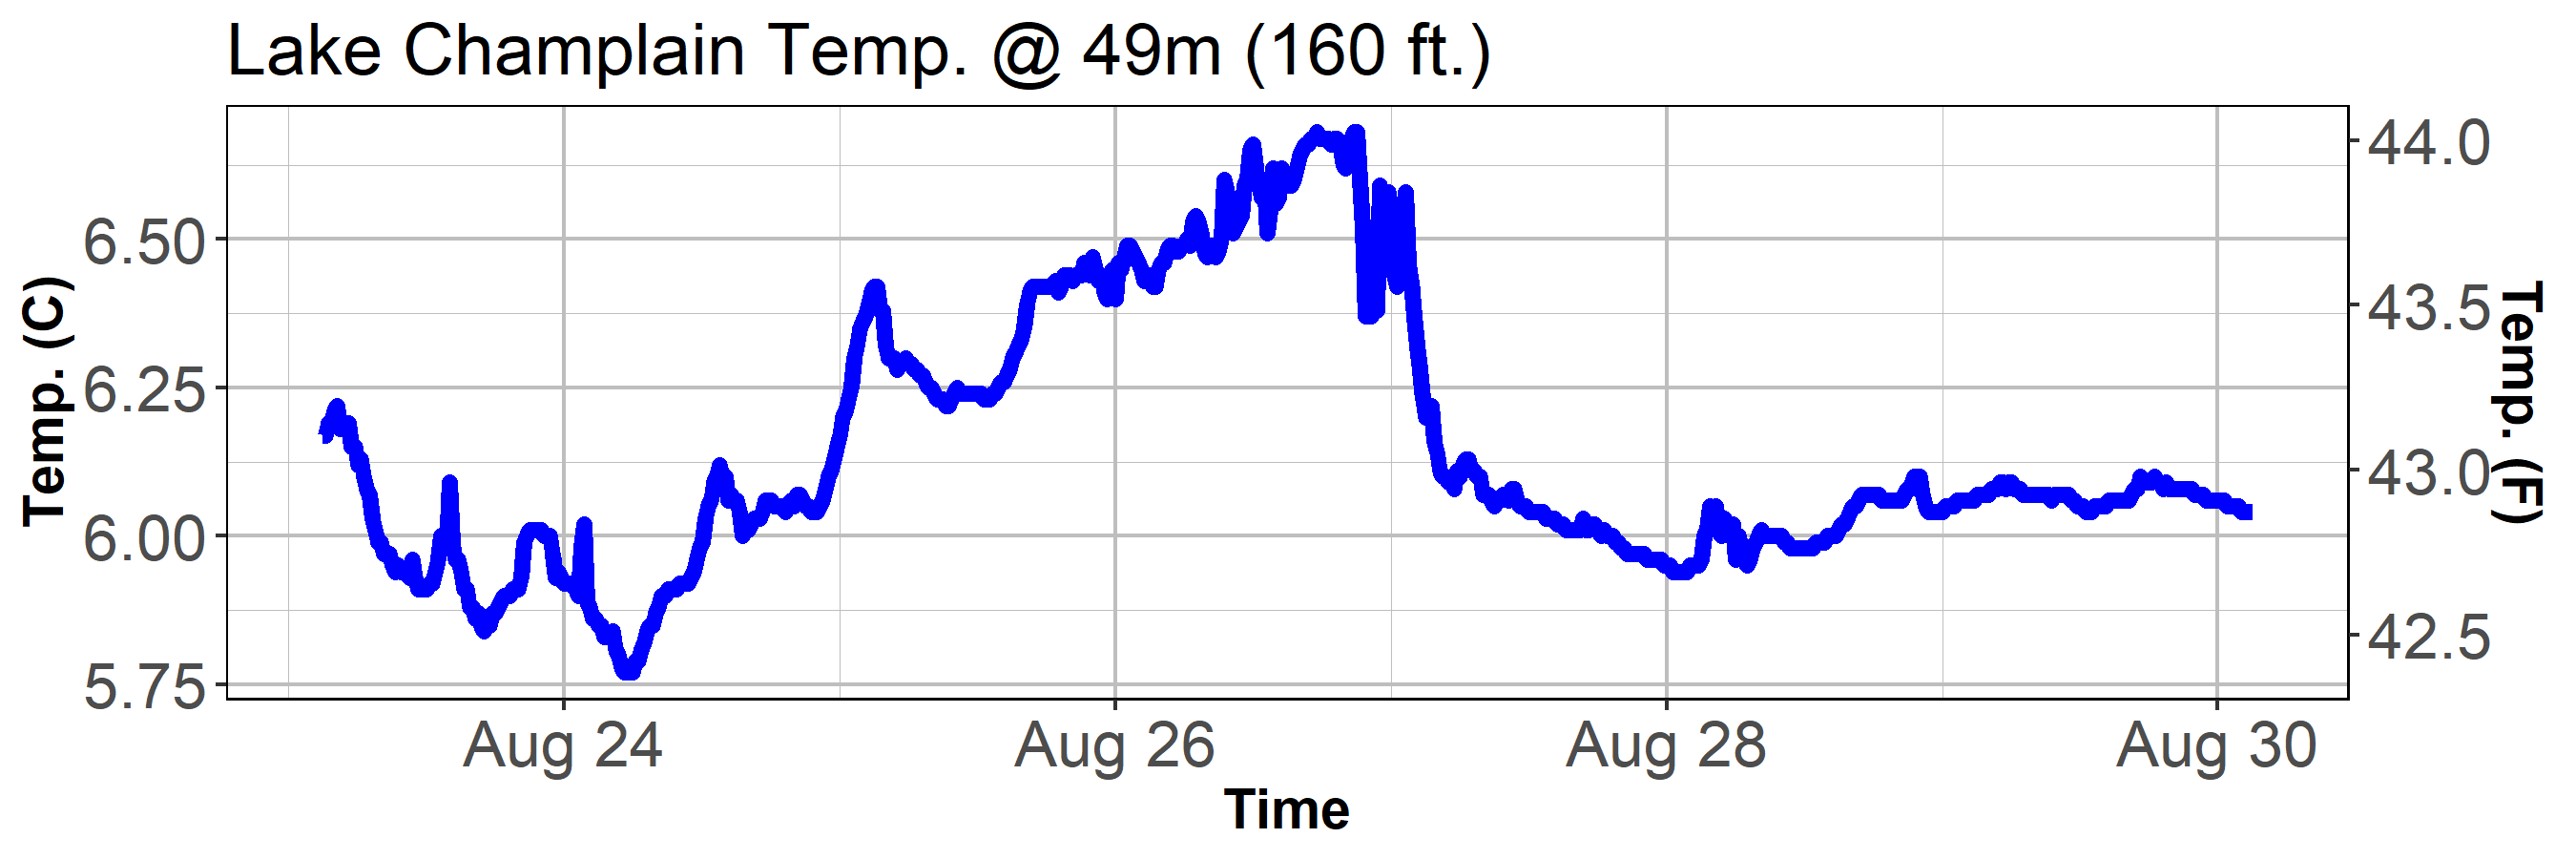 Lake Champlain Temp. @ 49m (160 ft.)
Temp. (C)
6.50
6.25
6.00
5.75
44.0
43.5
43.0
42.5
Temp. (F)
Aug 24
Aug 26
Aug 28
Aug 30
Time